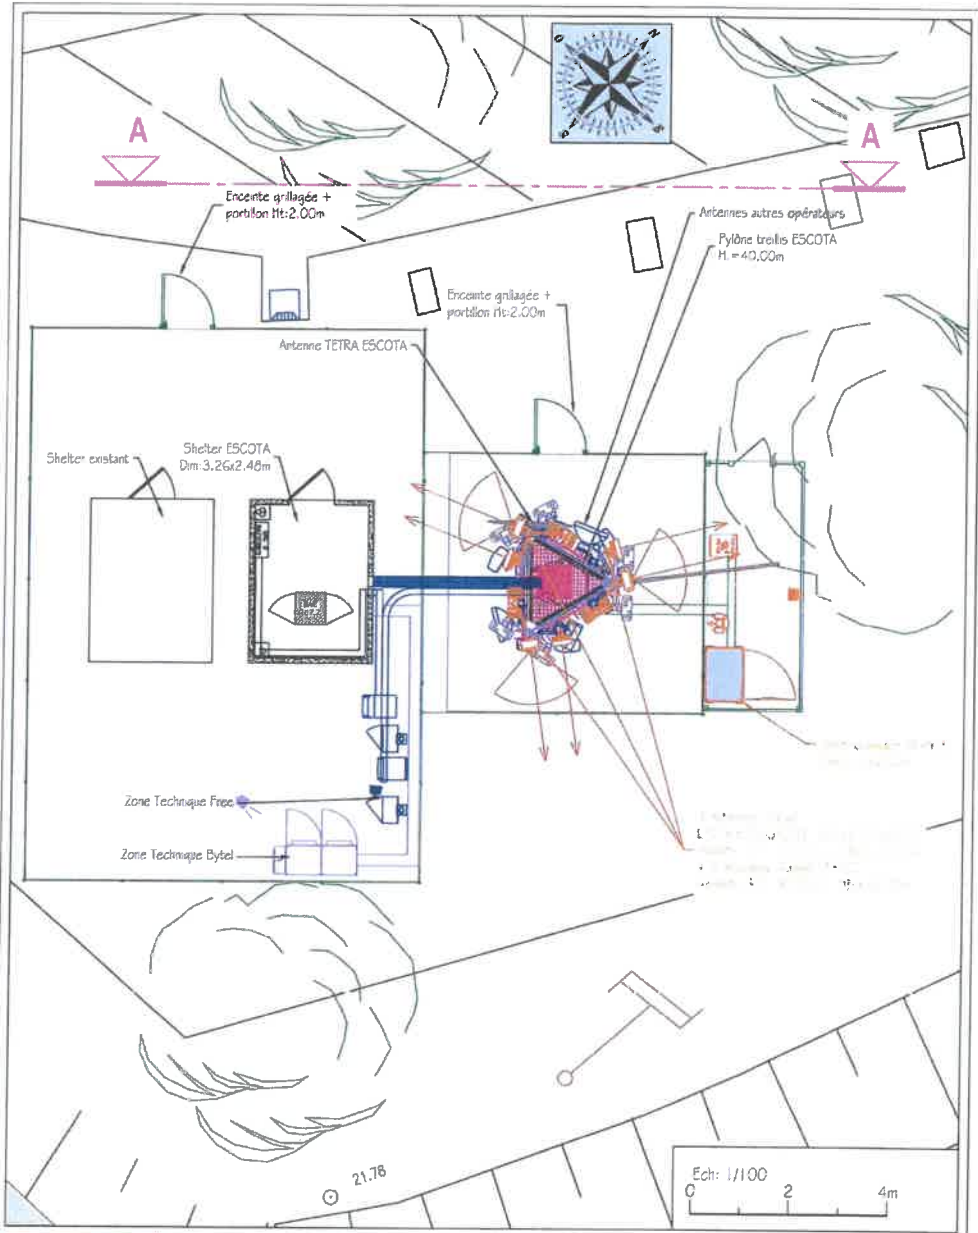 N
O
S
A
A
Enceinte grillagée +
portillon Ht:2.00m
Antennes autres opérateurs
Pylône treillis ESCOTA
H. =40.00m
Enceinte grillagée +
portillon Ht:2.00m
Antenne TETRA ESCOTA
Shelter existant
Shelter ESCOTA
Dim:3.26x2.48m
Zone Technique Free
Zone Technique Bytel
21.78
Ech: 1/100
0 2 4m